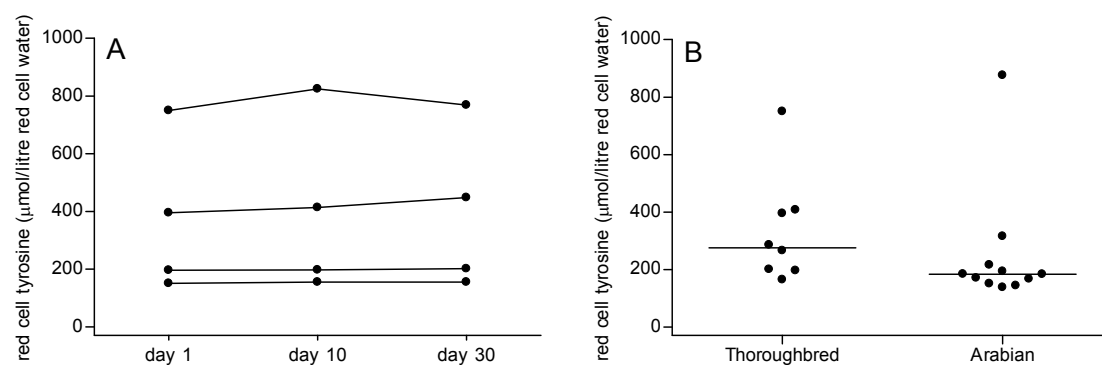 A
red cell tyrosine (μmol/litre red cell water)
1000
800
600
400
200
0
day 1
day 10
day 30
B
red cell tyrosine (μmol/litre red cell water)
1000
800
600
400
200
0
Thoroughbred
Arabian